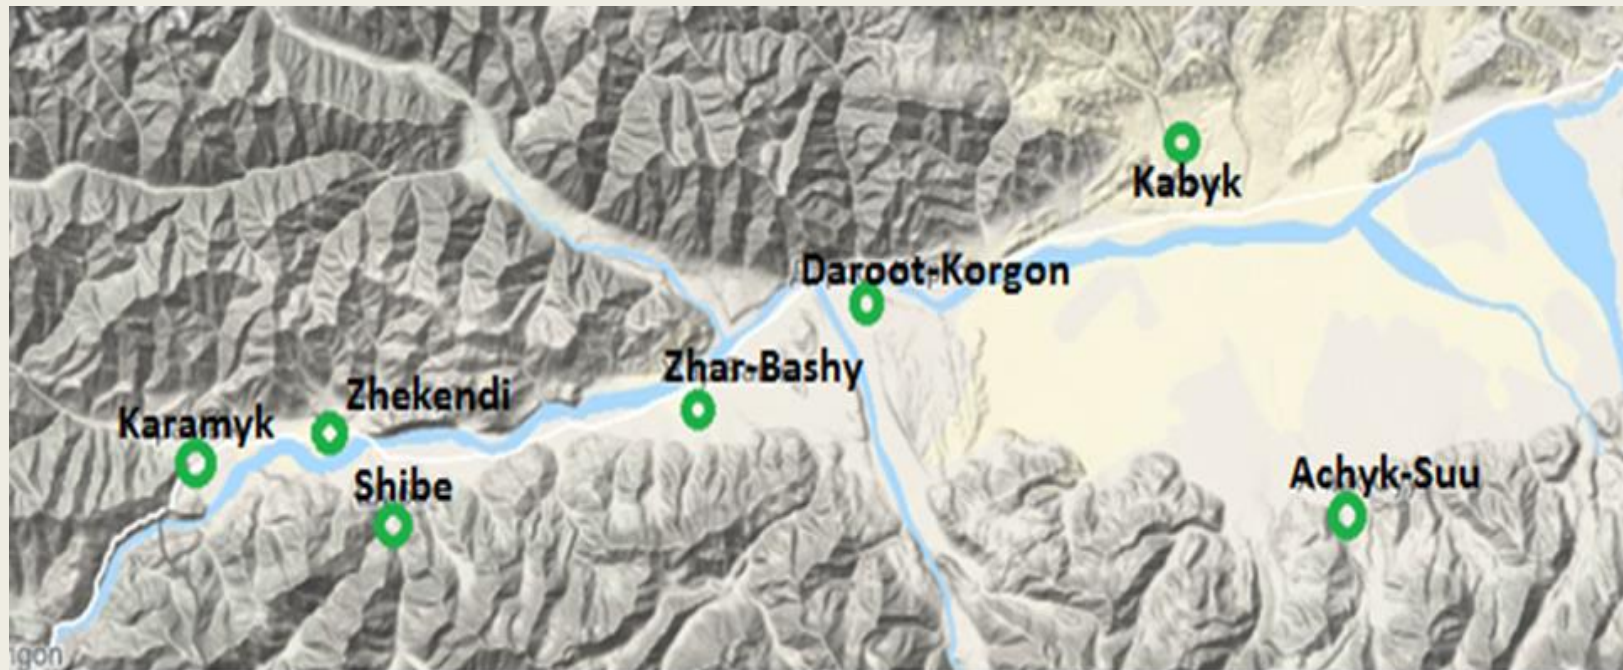 Kabyk
Daroot-Korgon
Zhar-Bashy
Zhekendi
Karamyk
Shibe
Achyk-Suu